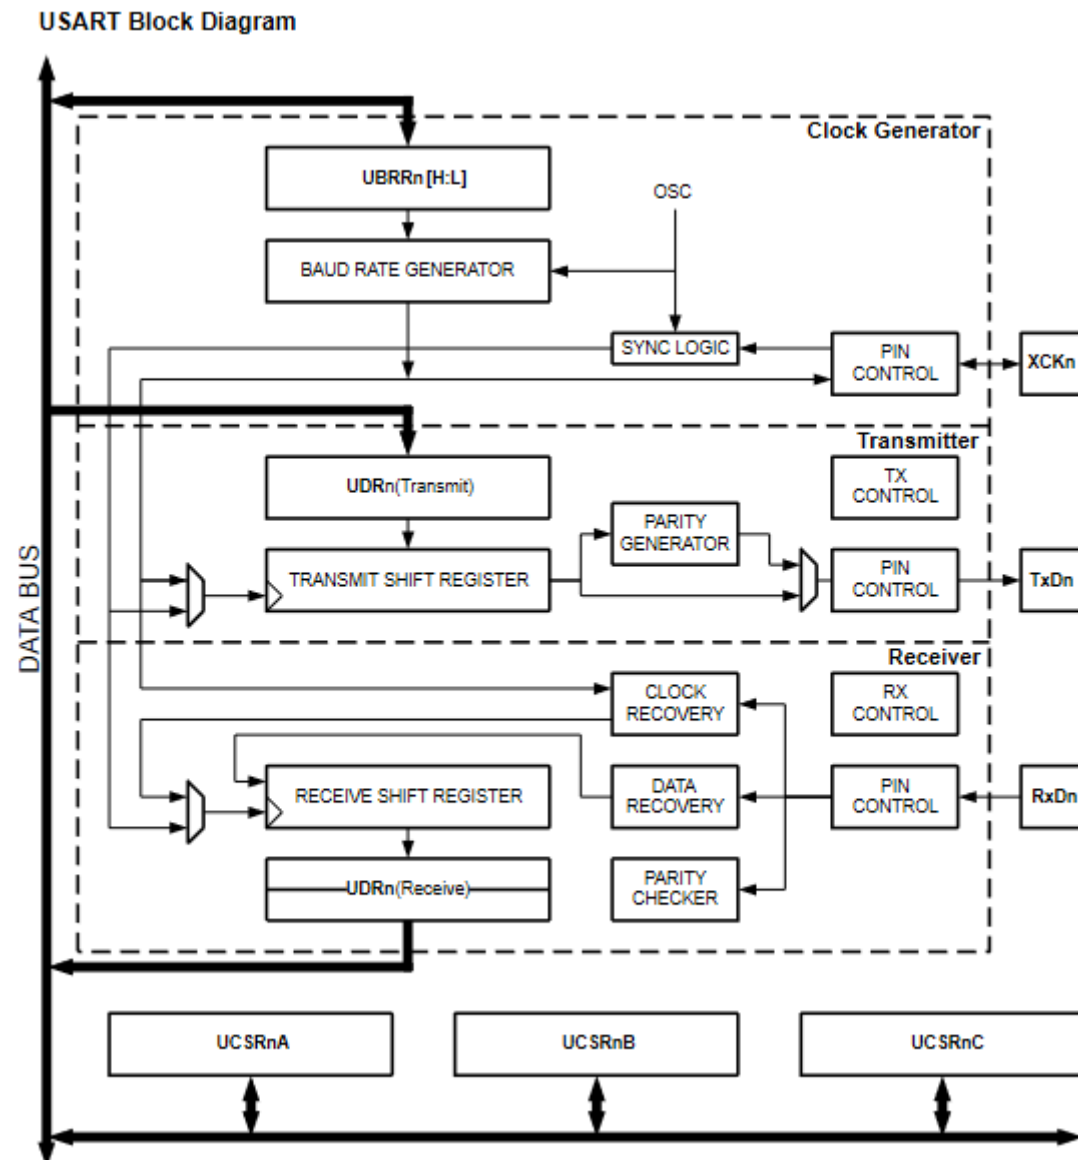 USART Block Diagram
Clock Generator
UBRRn [H:L]
OSC
BAUD RATE GENERATOR
SYNC LOGIC
PIN
CONTROL
XCKn
DATA BUS
Transmitter
UDRn(Transmit)
TX
CONTROL
PARITY
GENERATOR
TRANSMIT SHIFT REGISTER
PIN
CONTROL
TxDn
Receiver
CLOCK
RECOVERY
RX
CONTROL
RECEIVE SHIFT REGISTER
DATA
RECOVERY
PIN
CONTROL
RxDn
UDRn(Receive)
PARITY
CHECKER
UCSRnA
UCSRnB
UCSRnC